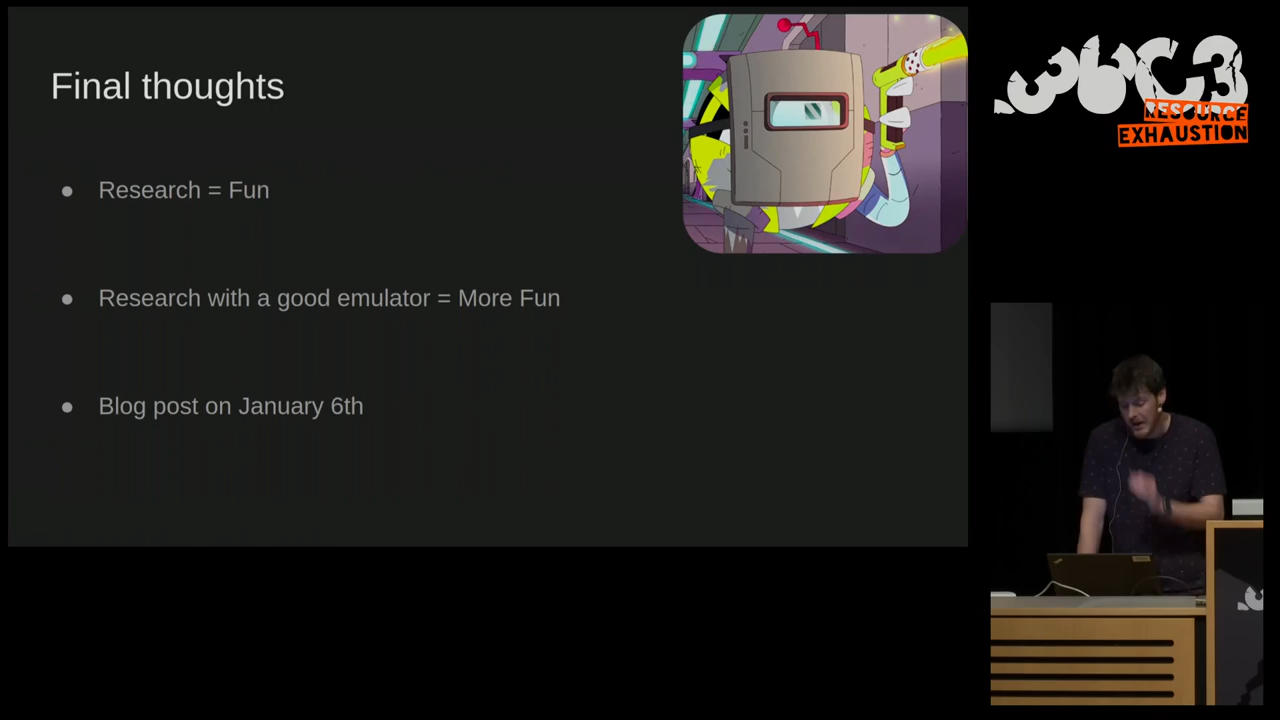 Final thoughts
● Research = Fun
● Research with a good emulator = More Fun
● Blog post on January 6th
36C3
RESOURCE
EXHAUSTION